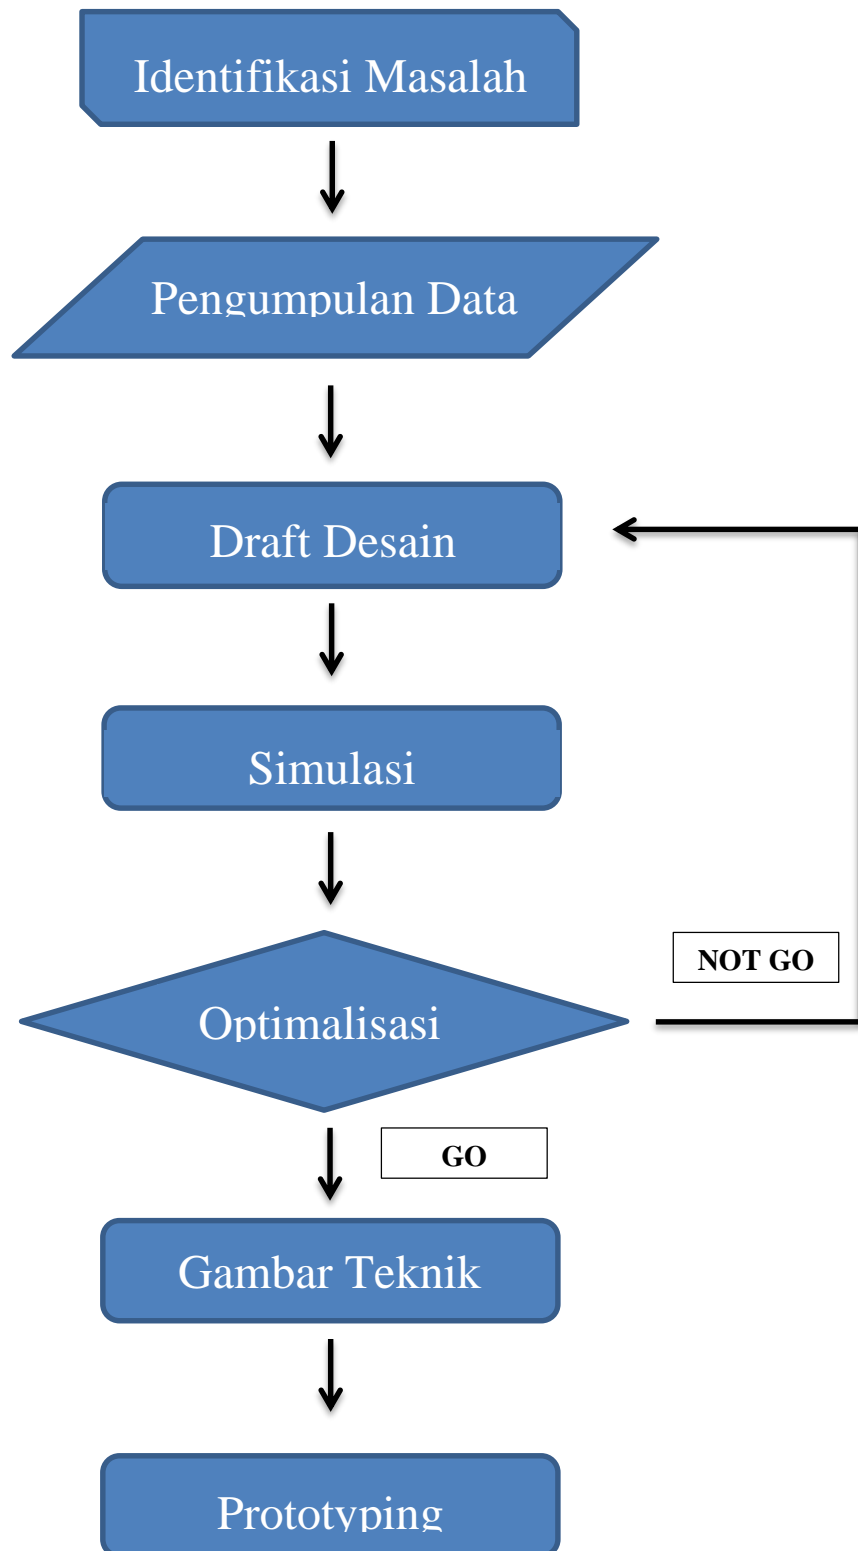 Identifikasi Masalah
Pengumpulan Data
Draft Desain
Simulasi
NOT GO
Optimalisasi
GO
Gambar Teknik
Prototyping